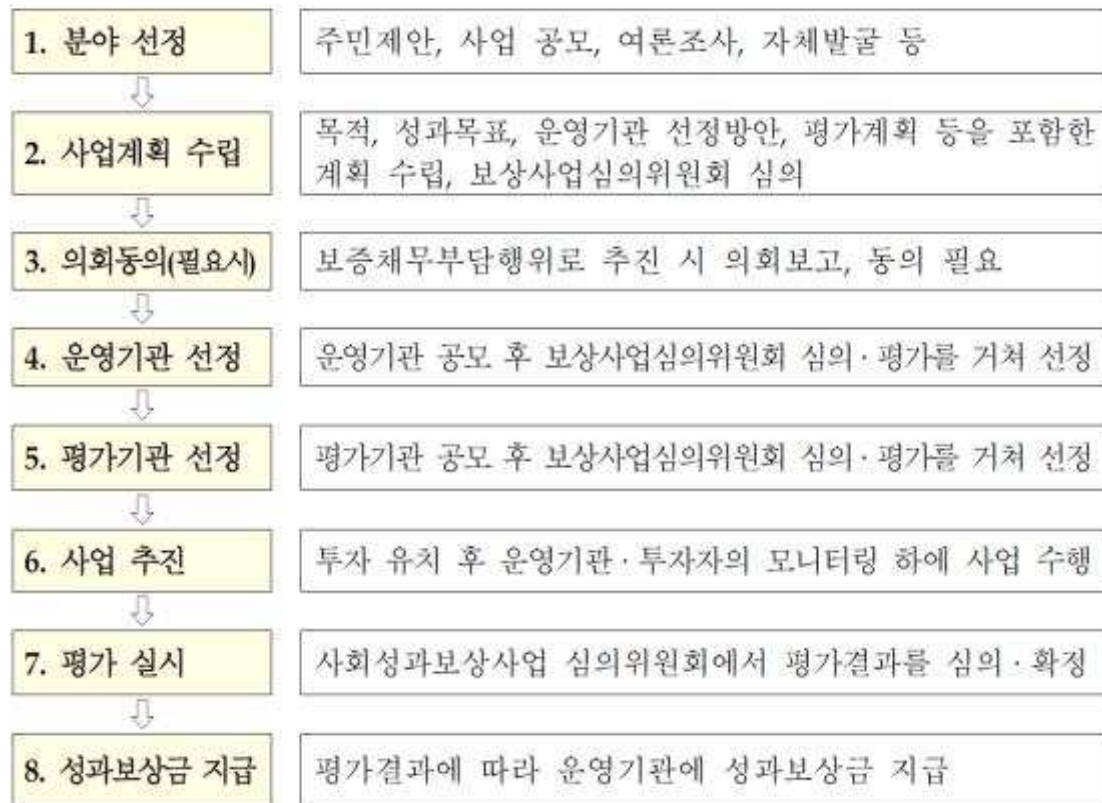 1. 분야 선정
주민제안, 사업 공모, 여론조사, 자체발굴 등
2. 사업계획 수립
목적, 성과목표, 운영기관 선정방안, 평가계획 등을 포함한
계획 수립, 보상사업심의위원회 심의
3. 의회동의(필요시)
보증채무부담행위로 추진 시 의회보고, 동의 필요
4. 운영기관 선정
운영기관 공모 후 보상사업심의위원회 심의·평가를 거쳐 선정
5. 평가기관 선정
평가기관 공모 후 보상사업심의위원회 심의·평가를 거쳐 선정
6. 사업 추진
투자 유치 후 운영기관·투자자의 모니터링 하에 사업 수행
7. 평가 실시
사회성과보상사업 심의위원회에서 평가결과를 심의·확정
8. 성과보상금 지급
평가결과에 따라 운영기관에 성과보상금 지급